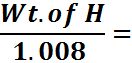 Wt. of H
1.008 =